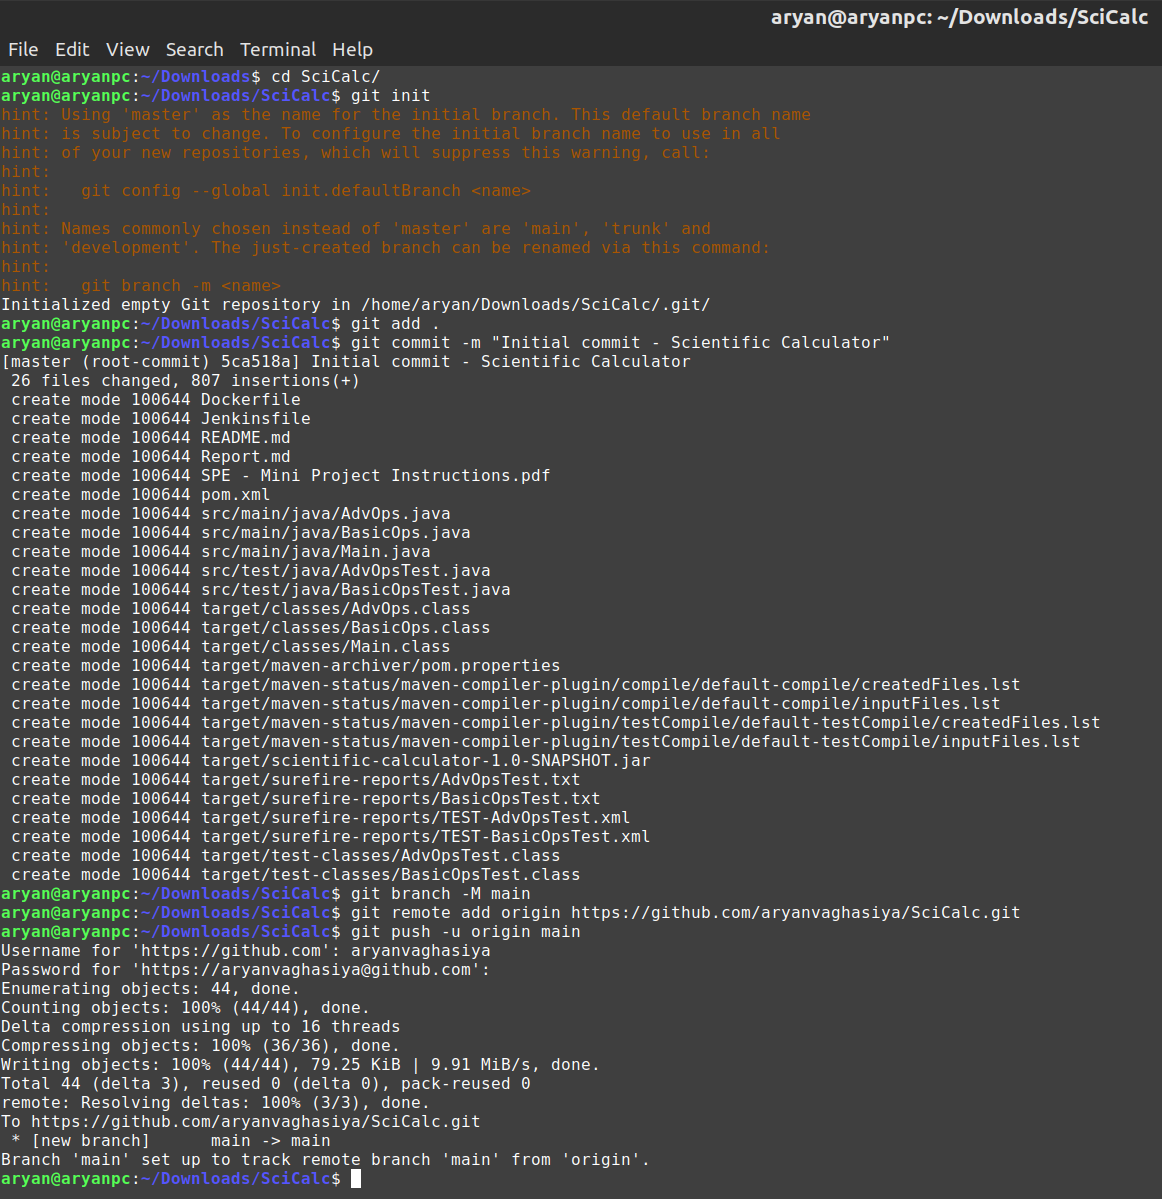 aryan@aryanpc: ~/Downloads/SciCalc
File Edit View Search Terminal Help
aryan@aryanpc:~/Downloads$ cd SciCalc/
aryan@aryanpc:~/Downloads/SciCalc$ git init
hint: Using 'master' as the name for the initial branch. This default branch name
hint: is subject to change. To configure the initial branch name to use in all
hint: of your new repositories, which will suppress this warning, call:
hint:
hint:   git config --global init.defaultBranch <name>
hint:
hint: Names commonly chosen instead of 'master' are 'main', 'trunk' and
hint: 'development'. The just-created branch can be renamed via this command:
hint:
hint:   git branch -m <name>
Initialized empty Git repository in /home/aryan/Downloads/SciCalc/.git/
aryan@aryanpc:~/Downloads/SciCalc$ git add .
aryan@aryanpc:~/Downloads/SciCalc$ git commit -m "Initial commit - Scientific Calculator"
[master (root-commit) 5ca518a] Initial commit - Scientific Calculator
 26 files changed, 807 insertions(+)
 create mode 100644 Dockerfile
 create mode 100644 Jenkinsfile
 create mode 100644 README.md
 create mode 100644 Report.md
 create mode 100644 SPE - Mini Project Instructions.pdf
 create mode 100644 pom.xml
 create mode 100644 src/main/java/AdvOps.java
 create mode 100644 src/main/java/BasicOps.java
 create mode 100644 src/main/java/Main.java
 create mode 100644 src/test/java/AdvOpsTest.java
 create mode 100644 src/test/java/BasicOpsTest.java
 create mode 100644 target/classes/AdvOps.class
 create mode 100644 target/classes/BasicOps.class
 create mode 100644 target/classes/Main.class
 create mode 100644 target/maven-archiver/pom.properties
 create mode 100644 target/maven-status/maven-compiler-plugin/compile/default-compile/createdFiles.lst
 create mode 100644 target/maven-status/maven-compiler-plugin/compile/default-compile/inputFiles.lst
 create mode 100644 target/maven-status/maven-compiler-plugin/testCompile/default-testCompile/createdFiles.lst
 create mode 100644 target/maven-status/maven-compiler-plugin/testCompile/default-testCompile/inputFiles.lst
 create mode 100644 target/scientific-calculator-1.0-SNAPSHOT.jar
 create mode 100644 target/surefire-reports/AdvOpsTest.txt
 create mode 100644 target/surefire-reports/BasicOpsTest.txt
 create mode 100644 target/surefire-reports/TEST-AdvOpsTest.xml
 create mode 100644 target/surefire-reports/TEST-BasicOpsTest.xml
 create mode 100644 target/test-classes/AdvOpsTest.class
 create mode 100644 target/test-classes/BasicOpsTest.class
aryan@aryanpc:~/Downloads/SciCalc$ git branch -M main
aryan@aryanpc:~/Downloads/SciCalc$ git remote add origin https://github.com/aryanvaghasiya/SciCalc.git
aryan@aryanpc:~/Downloads/SciCalc$ git push -u origin main
Username for 'https://github.com': aryanvaghasiya
Password for 'https://aryanvaghasiya@github.com':
Enumerating objects: 44, done.
Counting objects: 100% (44/44), done.
Delta compression using up to 16 threads
Compressing objects: 100% (36/36), done.
Writing objects: 100% (44/44), 79.25 KiB | 9.91 MiB/s, done.
Total 44 (delta 3), reused 0 (delta 0), pack-reused 0
remote: Resolving deltas: 100% (3/3), done.
To https://github.com/aryanvaghasiya/SciCalc.git
 * [new branch]      main -> main
Branch 'main' set up to track remote branch 'main' from 'origin'.
aryan@aryanpc:~/Downloads/SciCalc$